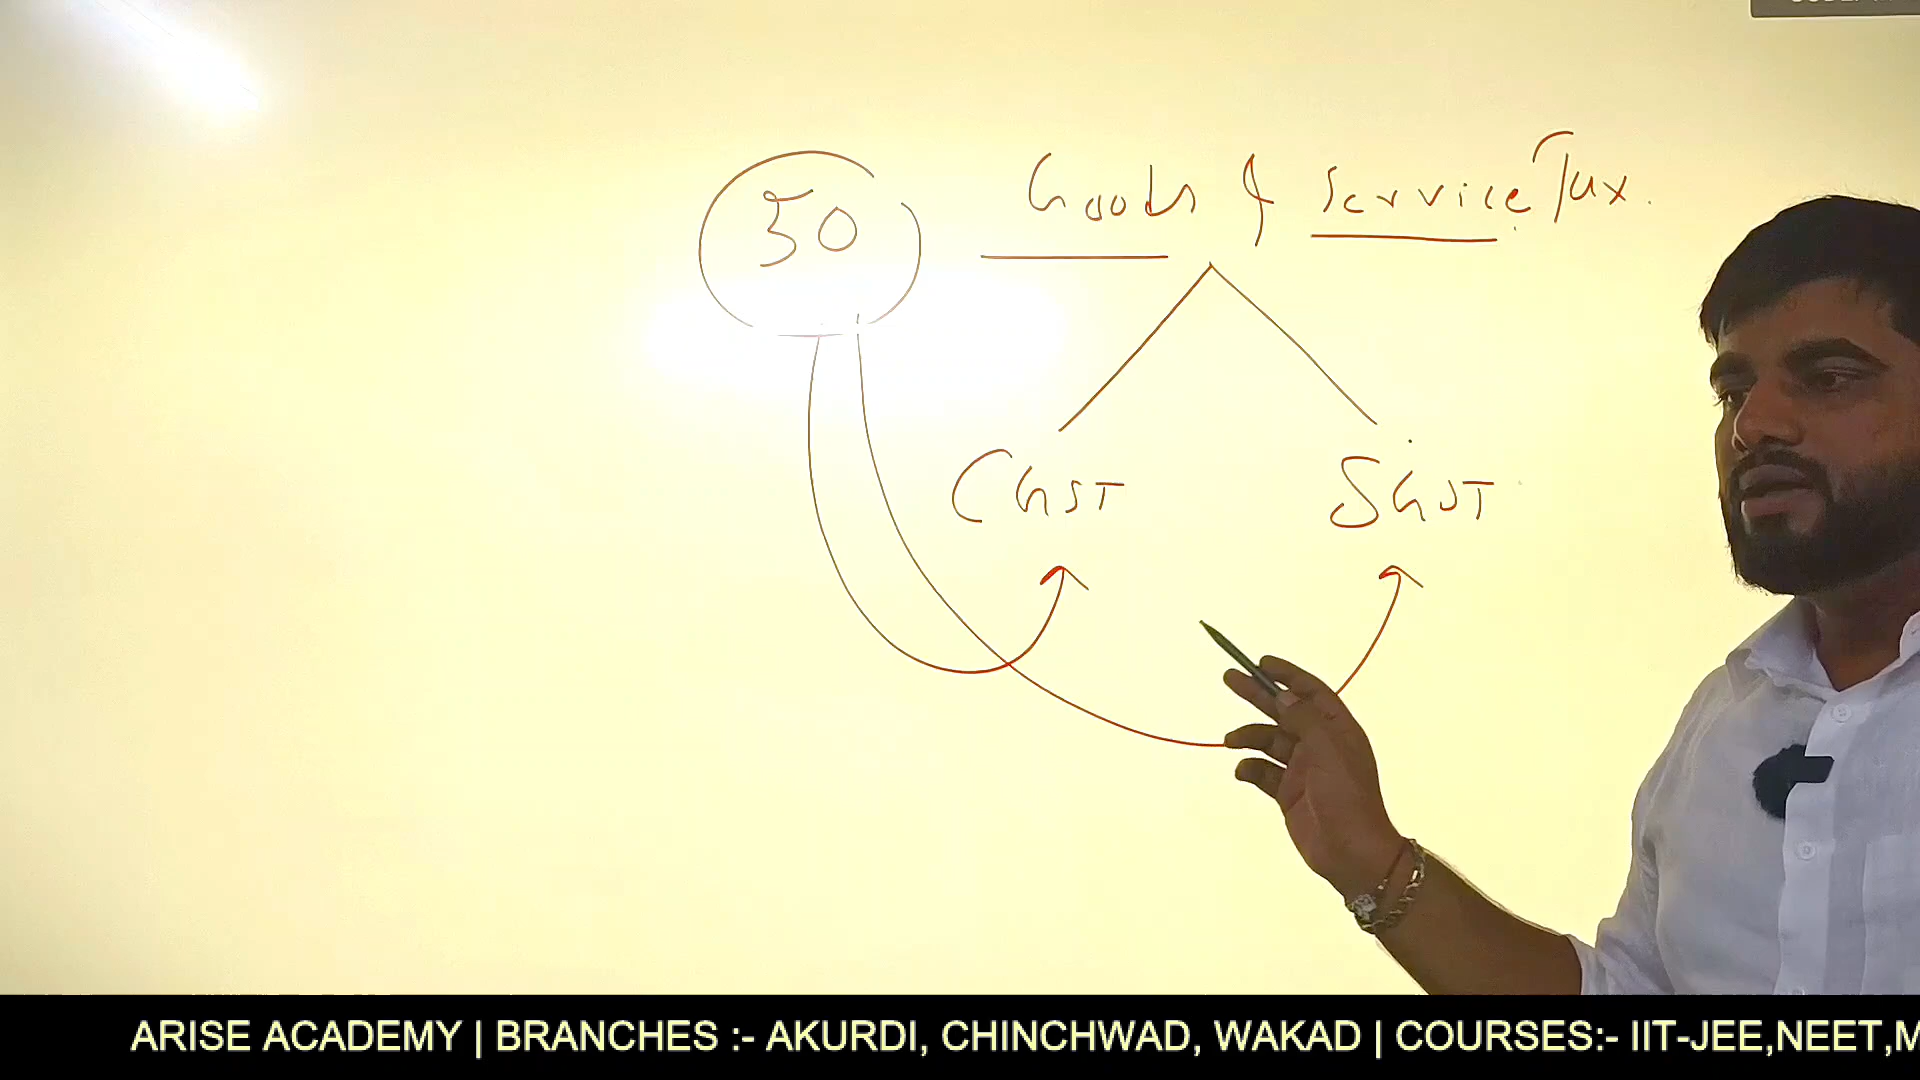 50 Goods & Service Tax.
CGST SGST
ARISE ACADEMY | BRANCHES :- AKURDI, CHINCHWAD, WAKAD | COURSES:- IIT-JEE,NEET,M